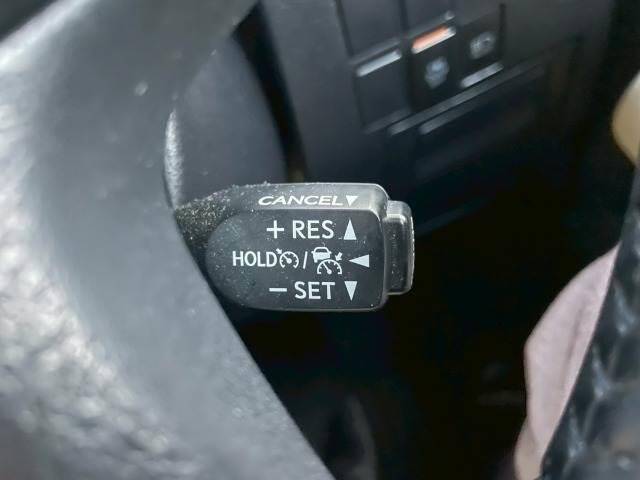 CANCEL▼
+ RES ▲
HOLD / ◀
− SET ▼